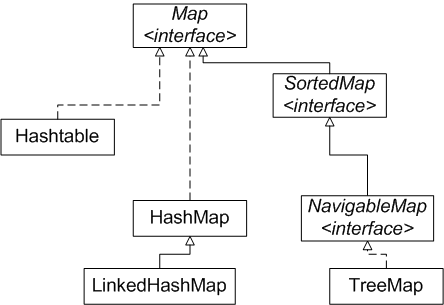 Map
<interface>
SortedMap
<interface>
Hashtable
HashMap
NavigableMap
<interface>
LinkedHashMap
TreeMap